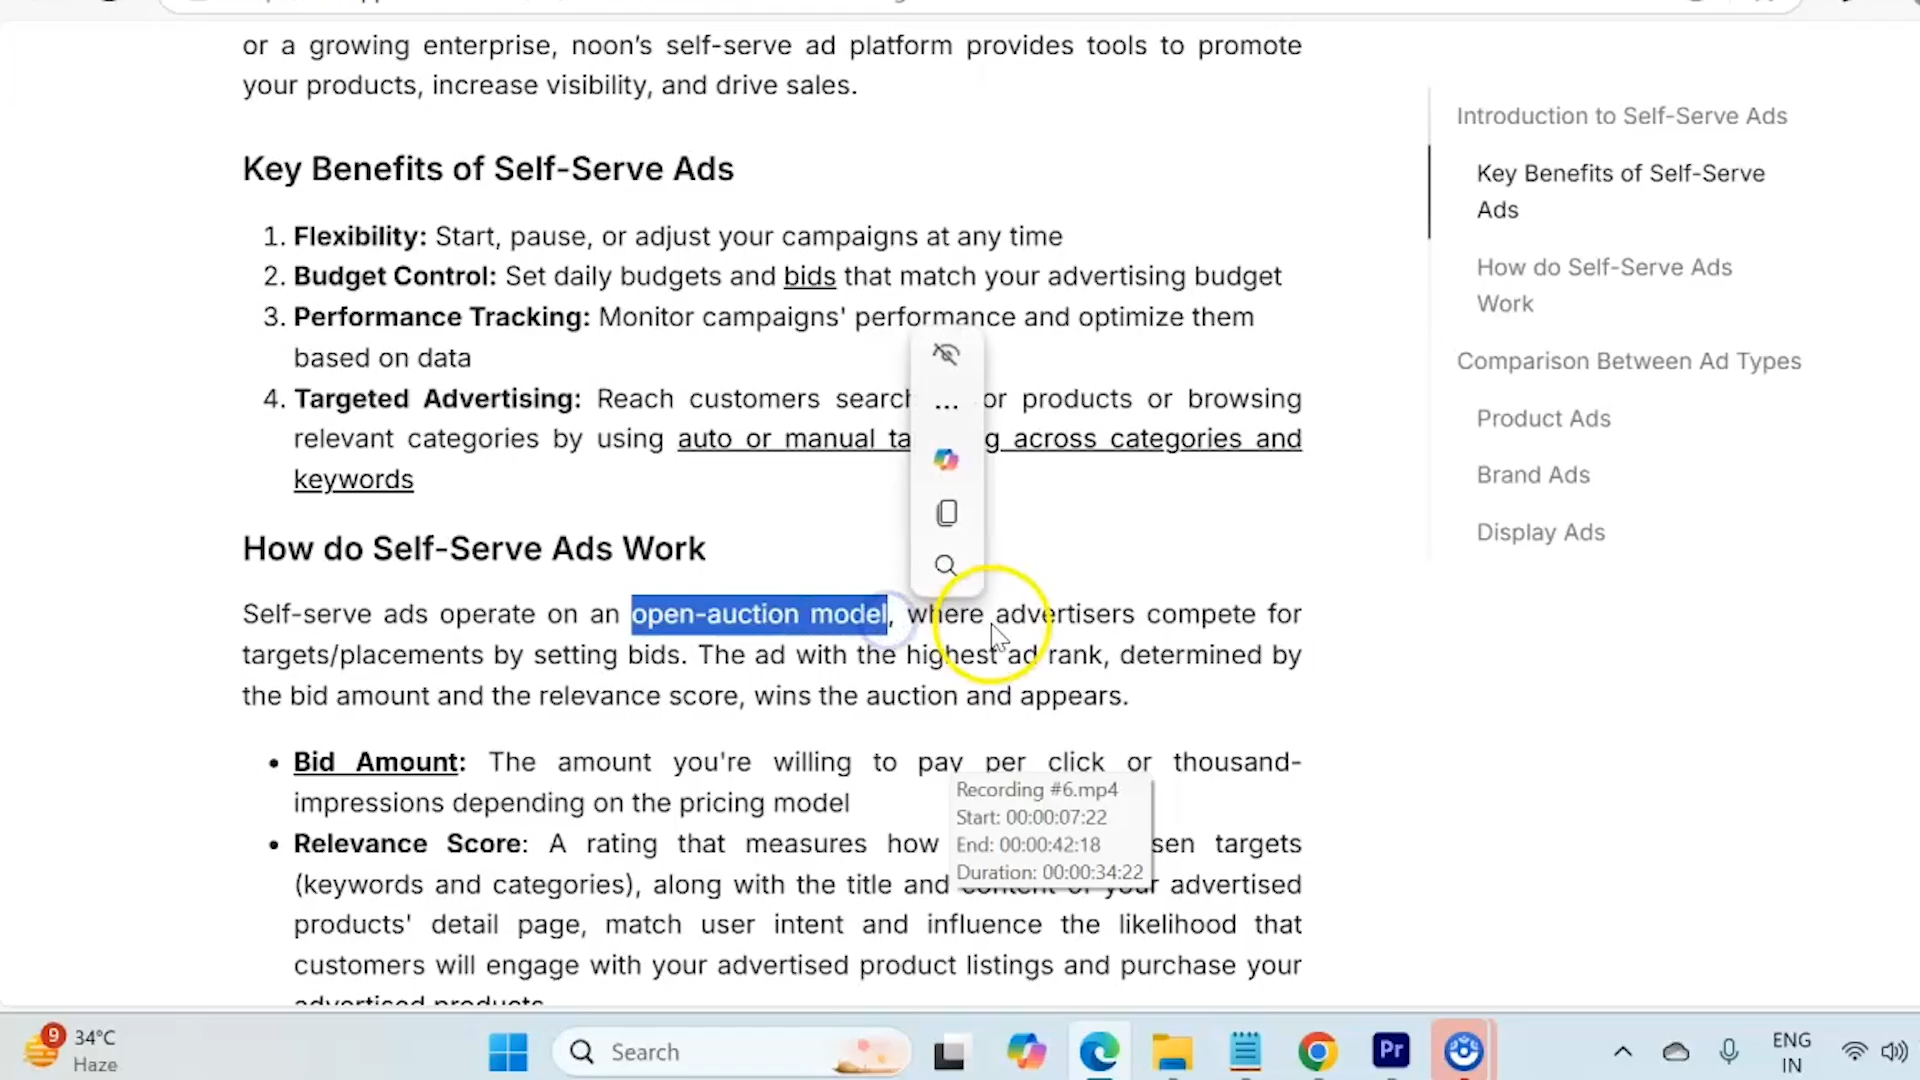 or a growing enterprise, noon's self-serve ad platform provides tools to promote
your products, increase visibility, and drive sales.
Key Benefits of Self-Serve Ads
1. Flexibility: Start, pause, or adjust your campaigns at any time
2. Budget Control: Set daily budgets and bids that match your advertising budget
3. Performance Tracking: Monitor campaigns' performance and optimize them
based on data
4. Targeted Advertising: Reach customers search or products or browsing
relevant categories by using auto or manual ta g across categories and
keywords
How do Self-Serve Ads Work
Self-serve ads operate on an open-auction model, where advertisers compete for
targets/placements by setting bids. The ad with the highest ad rank, determined by
the bid amount and the relevance score, wins the auction and appears.
• Bid Amount: The amount you're willing to pay per click or thousand-
impressions depending on the pricing model
• Relevance Score: A rating that measures how sen targets
(keywords and categories), along with the title and content of your advertised
products' detail page, match user intent and influence the likelihood that
customers will engage with your advertised product listings and purchase your
advertised products
Recording #6.mp4
Start: 00:00:07:22
End: 00:00:42:18
Duration: 00:00:34:22
Introduction to Self-Serve Ads
Key Benefits of Self-Serve
Ads
How do Self-Serve Ads
Work
Comparison Between Ad Types
Product Ads
Brand Ads
Display Ads
9
34°C
Haze
Search
Pr
ENG
IN